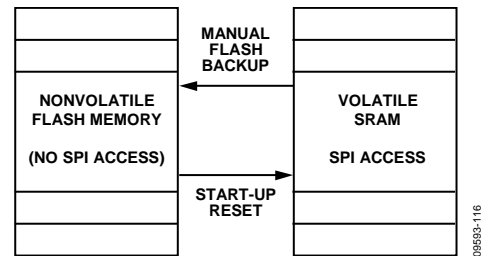 MANUAL
FLASH
BACKUP
NONVOLATILE
FLASH MEMORY
(NO SPI ACCESS)
VOLATILE
SRAM
SPI ACCESS
START-UP
RESET
09593-116